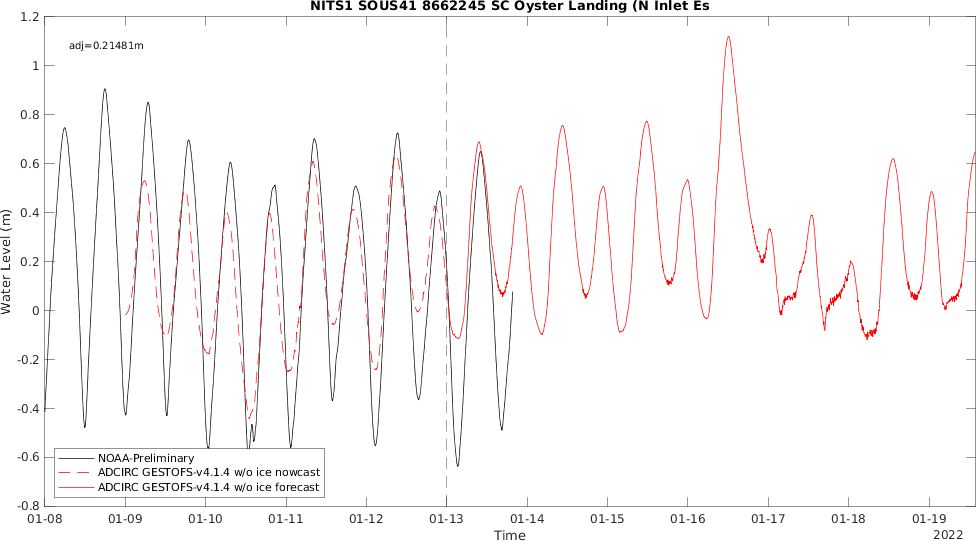 NITS1 SOUS41 8662245 SC Oyster Landing (N Inlet Es
adj=0.21481m
Water Level (m)
1.2
1
0.8
0.6
0.4
0.2
0
-0.2
-0.4
-0.6
-0.8
NOAA-Preliminary
ADCIRC GESTOFS-v4.1.4 w/o ice nowcast
ADCIRC GESTOFS-v4.1.4 w/o ice forecast
01-08 01-09 01-10 01-11 01-12 01-13 01-14 01-15 01-16 01-17 01-18 01-19
Time
2022